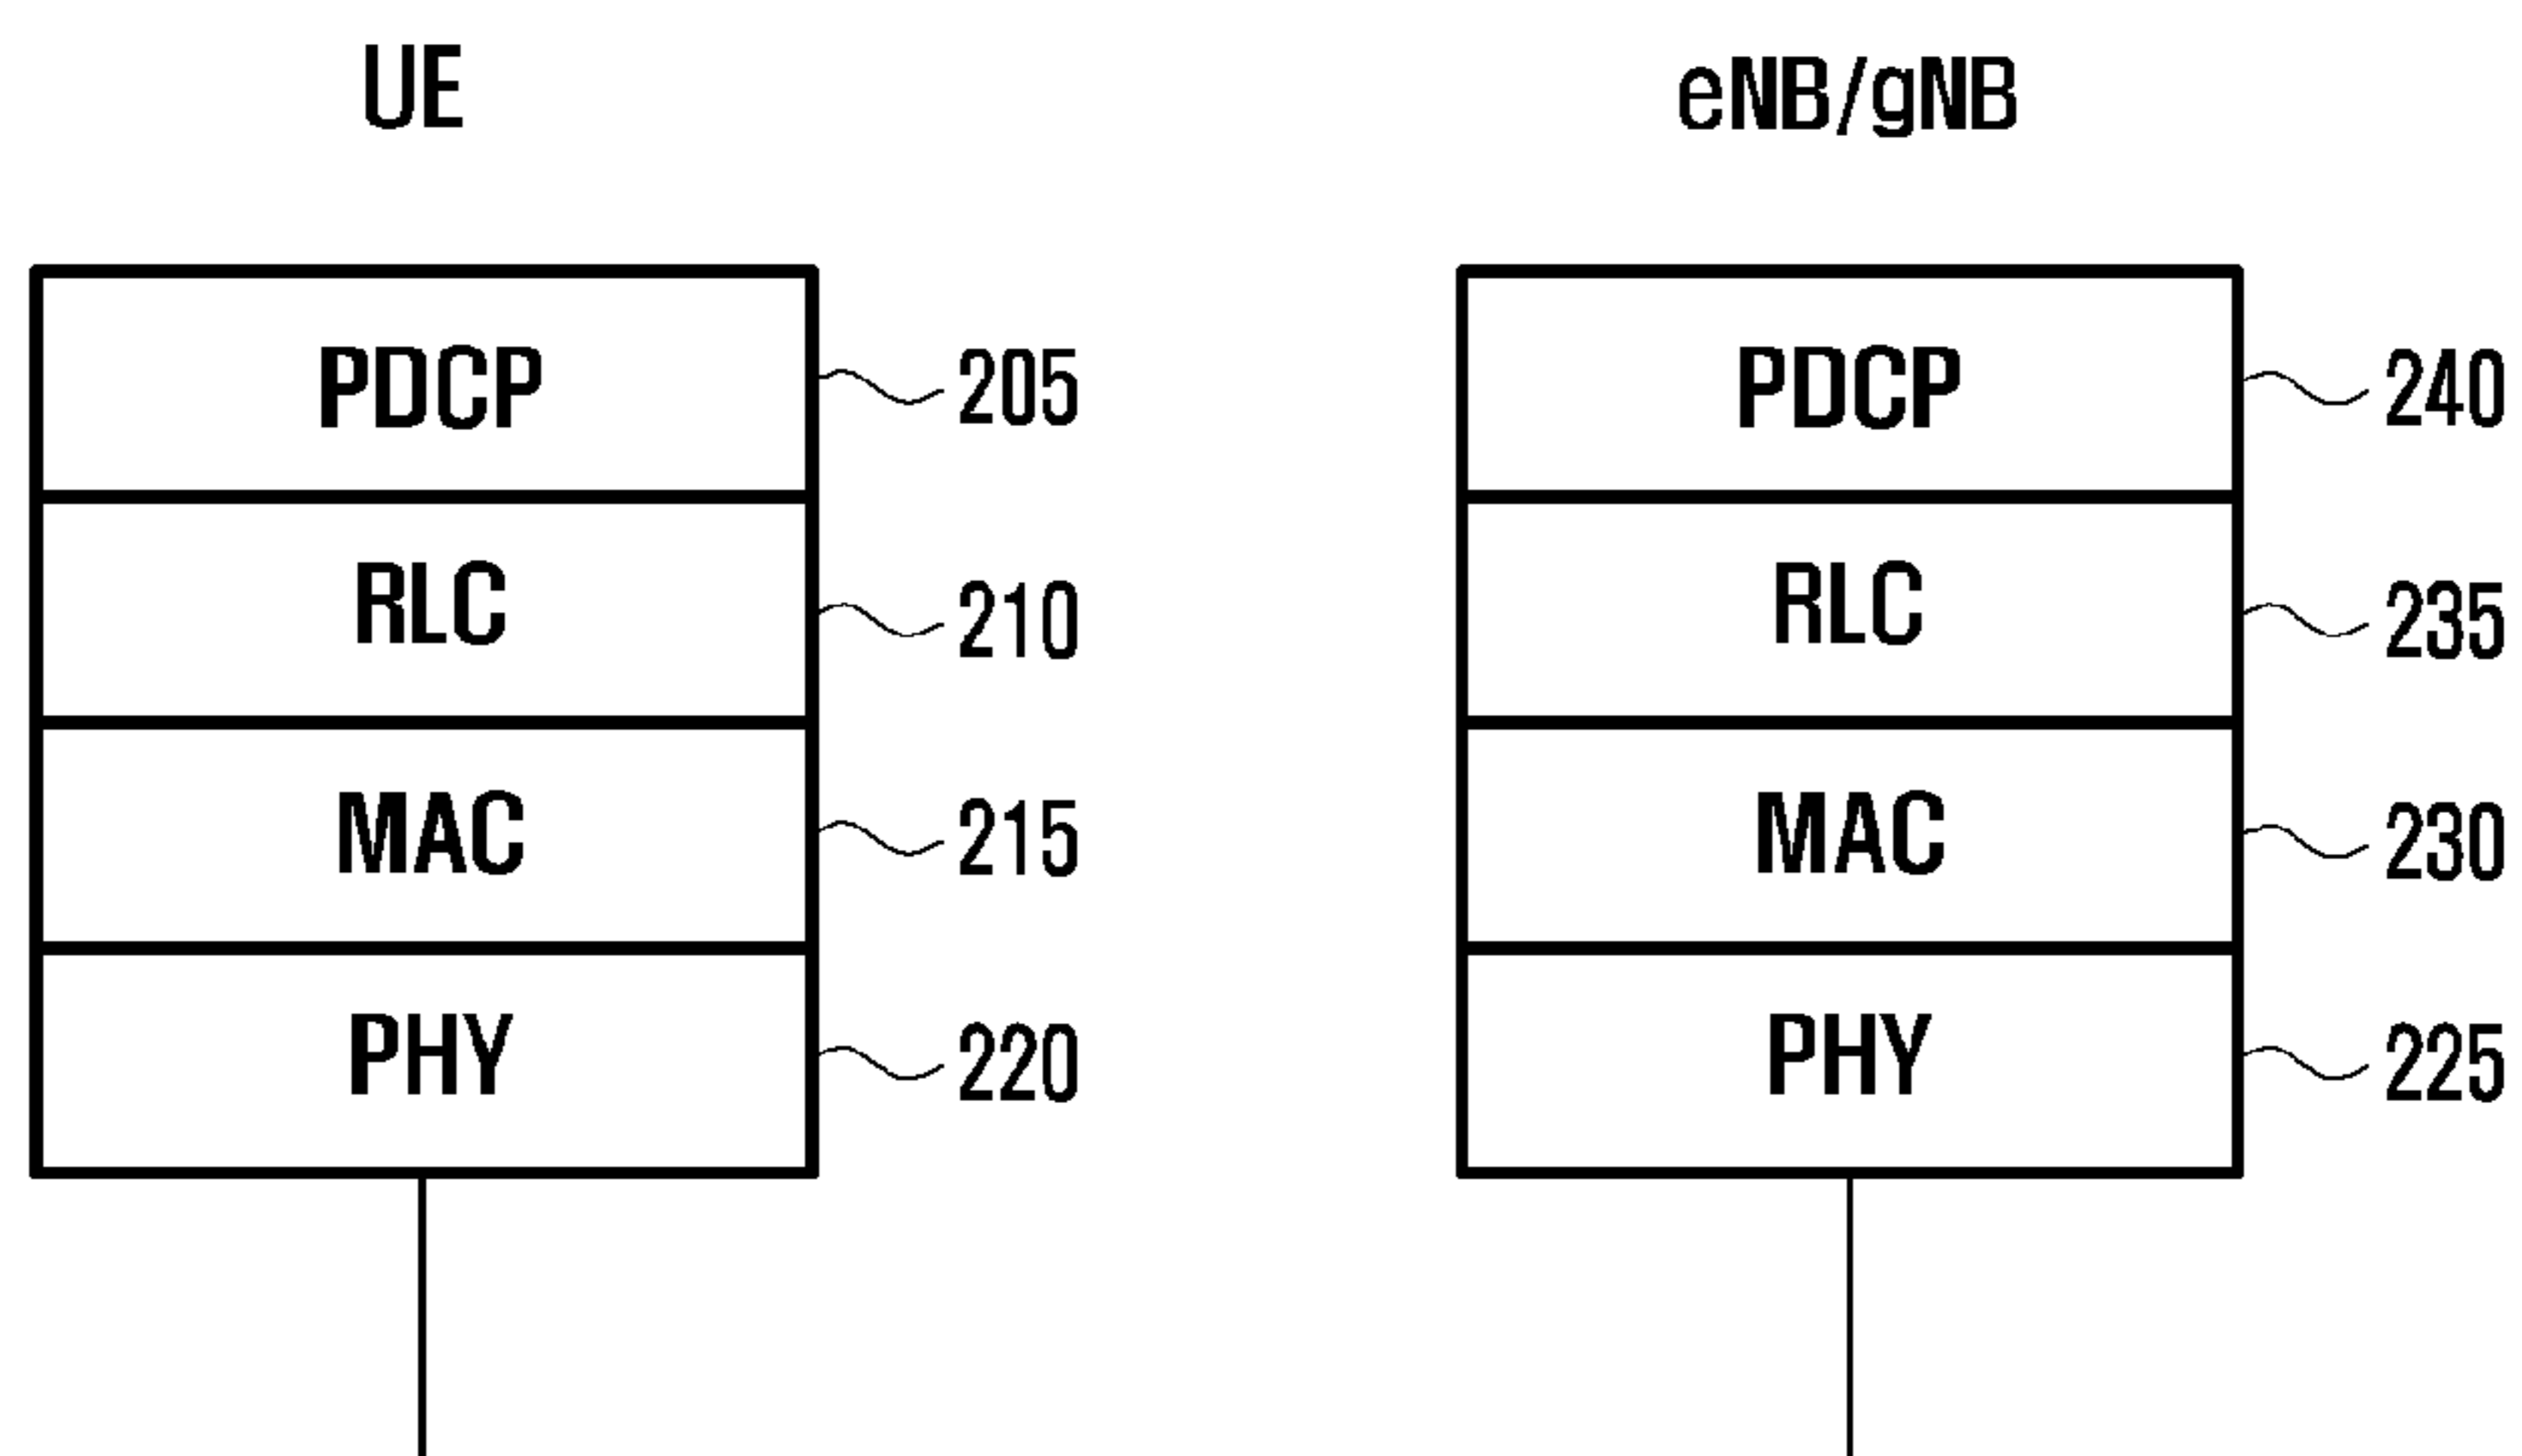 UE
eNB/gNB
PDCP 205
PDCP 240
RLC 210
RLC 235
MAC 215
MAC 230
PHY 220
PHY 225